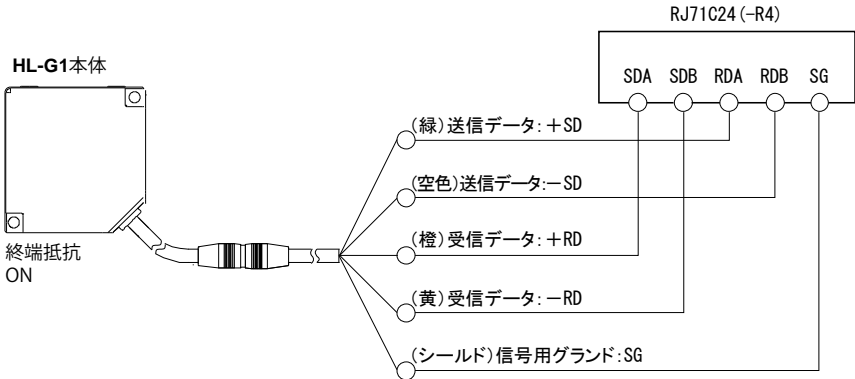 RJ71C24(-R4)
HL-G1本体
SDA SDB RDA RDB SG
(緑)送信データ:+SD
(空色)送信データ:-SD
(橙)受信データ:+RD
終端抵抗
ON
(黄)受信データ:-RD
(シールド)信号用グランド:SG